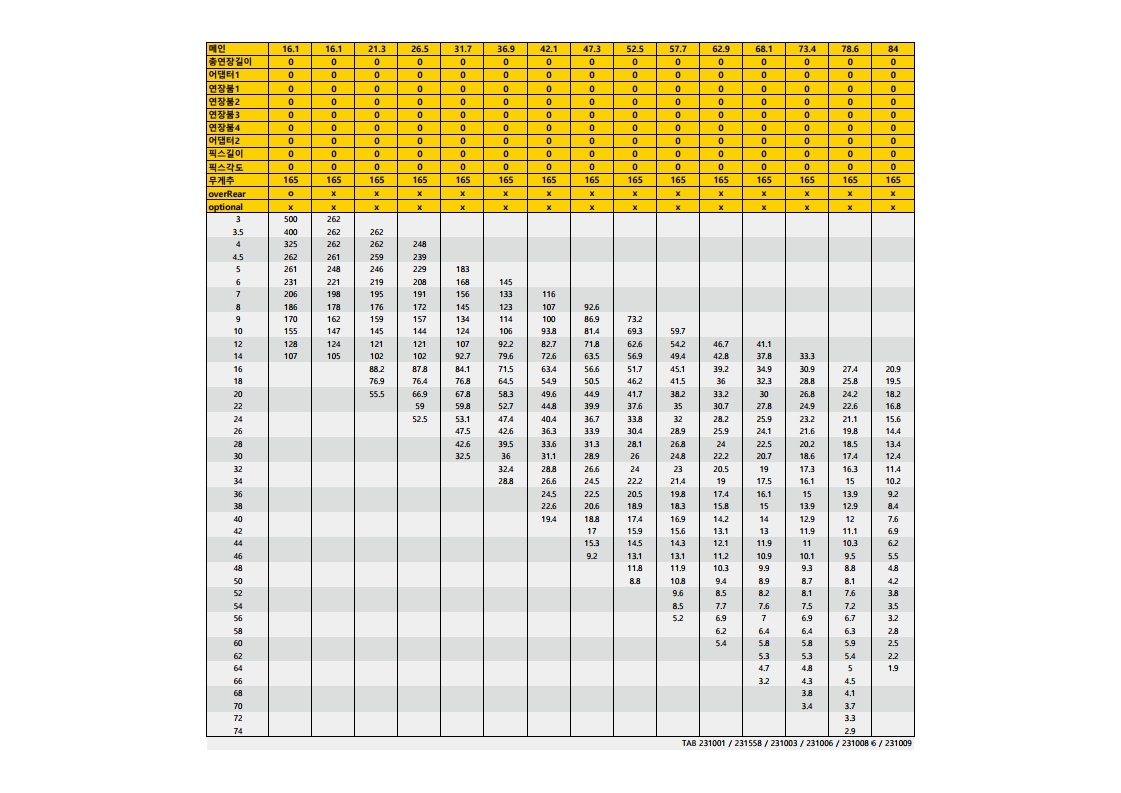 메인 16.1 16.1 21.3 26.5 31.7 36.9 42.1 47.3 52.5 57.7 62.9 68.1 73.4 78.6 84
총연장길이 0 0 0 0 0 0 0 0 0 0 0 0 0 0 0
어댑터1 0 0 0 0 0 0 0 0 0 0 0 0 0 0 0
연장붐1 0 0 0 0 0 0 0 0 0 0 0 0 0 0 0
연장붐2 0 0 0 0 0 0 0 0 0 0 0 0 0 0 0
연장붐3 0 0 0 0 0 0 0 0 0 0 0 0 0 0 0
연장붐4 0 0 0 0 0 0 0 0 0 0 0 0 0 0 0
어댑터2 0 0 0 0 0 0 0 0 0 0 0 0 0 0 0
픽스길이 0 0 0 0 0 0 0 0 0 0 0 0 0 0 0
픽스각도 0 0 0 0 0 0 0 0 0 0 0 0 0 0 0
무게추 165 165 165 165 165 165 165 165 165 165 165 165 165 165 165
overRear o x x x x x x x x x x x x x x
optional x x x x x x x x x x x x x x x
3 500 262
3.5 400 262 262
4 325 262 262 248
4.5 262 261 259 239
5 261 248 246 229 183
6 231 221 219 208 168 145
7 206 198 195 191 156 133 116
8 186 178 176 172 145 123 107 92.6
9 170 162 159 157 134 114 100 86.9 73.2
10 155 147 145 144 124 106 93.8 81.4 69.3 59.7
12 128 124 121 121 107 92.2 82.7 71.8 62.6 54.2 46.7 41.1
14 107 105 102 102 92.7 79.6 72.6 63.5 56.9 49.4 42.8 37.8 33.3
16 88.2 87.8 84.1 71.5 63.4 56.6 51.7 45.1 39.2 34.9 30.9 27.4 20.9
18 76.9 76.4 76.8 64.5 54.9 50.5 46.2 41.5 36 32.3 28.8 25.8 19.5
20 55.5 66.9 67.8 58.3 49.6 44.9 41.7 38.2 33.2 30 26.8 24.2 18.2
22 59 59.8 52.7 44.8 39.9 37.6 35 30.7 27.8 24.9 22.6 16.8
24 52.5 53.1 47.4 40.4 36.7 33.8 32 28.2 25.9 23.2 21.1 15.6
26 47.5 42.6 36.3 33.9 30.4 28.9 25.9 24.1 21.6 19.8 14.4
28 42.6 39.5 33.6 31.3 28.1 26.8 24 22.5 20.2 18.5 13.4
30 32.5 36 31.1 28.9 26 24.8 22.2 20.7 18.6 17.4 12.4
32 32.4 28.8 26.6 24 23 20.5 19 17.3 16.3 11.4
34 28.8 26.6 24.5 22.2 21.4 19 17.5 16.1 15 10.2
36 24.5 22.5 20.5 19.8 17.4 16.1 15 13.9 9.2
38 22.6 20.6 18.9 18.3 15.8 15 13.9 12.9 8.4
40 19.4 18.8 17.4 16.9 14.2 14 12.9 12 7.6
42 17 15.9 15.6 13.1 13 11.9 11.1 6.9
44 15.3 14.5 14.3 12.1 11.9 11 10.3 6.2
46 9.2 13.1 13.1 11.2 10.9 10.1 9.5 5.5
48 11.8 11.9 10.3 9.9 9.3 8.8 4.8
50 8.8 10.8 9.4 8.9 8.7 8.1 4.2
52 9.6 8.5 8.2 8.1 7.6 3.8
54 8.5 7.7 7.6 7.5 7.2 3.5
56 5.2 6.9 7 6.9 6.7 3.2
58 6.2 6.4 6.4 6.3 2.8
60 5.4 5.8 5.8 5.9 2.5
62 5.3 5.3 5.4 2.2
64 4.7 4.8 5 1.9
66 3.2 4.3 4.5
68 3.8 4.1
70 3.4 3.7
72 3.3
74 2.9
TAB 231001 / 231558 / 231003 / 231006 / 231008 6 / 231009